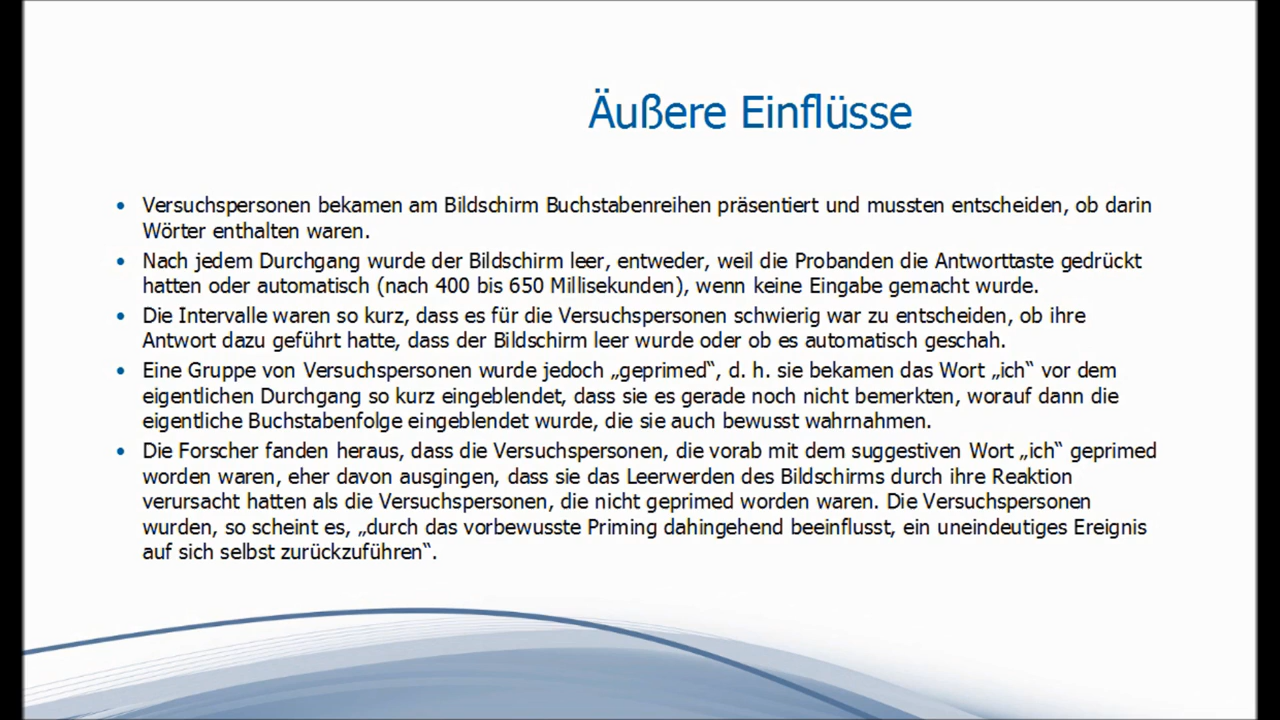 Äußere Einflüsse
• Versuchspersonen bekamen am Bildschirm Buchstabenreihen präsentiert und mussten entscheiden, ob darin
Wörter enthalten waren.
• Nach jedem Durchgang wurde der Bildschirm leer, entweder, weil die Probanden die Antworttaste gedrückt
hatten oder automatisch (nach 400 bis 650 Millisekunden), wenn keine Eingabe gemacht wurde.
• Die Intervalle waren so kurz, dass es für die Versuchspersonen schwierig war zu entscheiden, ob ihre
Antwort dazu geführt hatte, dass der Bildschirm leer wurde oder ob es automatisch geschah.
• Eine Gruppe von Versuchspersonen wurde jedoch „geprimed“, d. h. sie bekamen das Wort „ich“ vor dem
eigentlichen Durchgang so kurz eingeblendet, dass sie es gerade noch nicht bemerkten, worauf dann die
eigentliche Buchstabenfolge eingeblendet wurde, die sie auch bewusst wahrnahmen.
• Die Forscher fanden heraus, dass die Versuchspersonen, die vorab mit dem suggestiven Wort „ich“ geprimed
worden waren, eher davon ausgingen, dass sie das Leerwerden des Bildschirms durch ihre Reaktion
verursacht hatten als die Versuchspersonen, die nicht geprimed worden waren. Die Versuchspersonen
wurden, so scheint es, „durch das vorbewusste Priming dahingehend beeinflusst, ein uneindeutiges Ereignis
auf sich selbst zurückzuführen“.